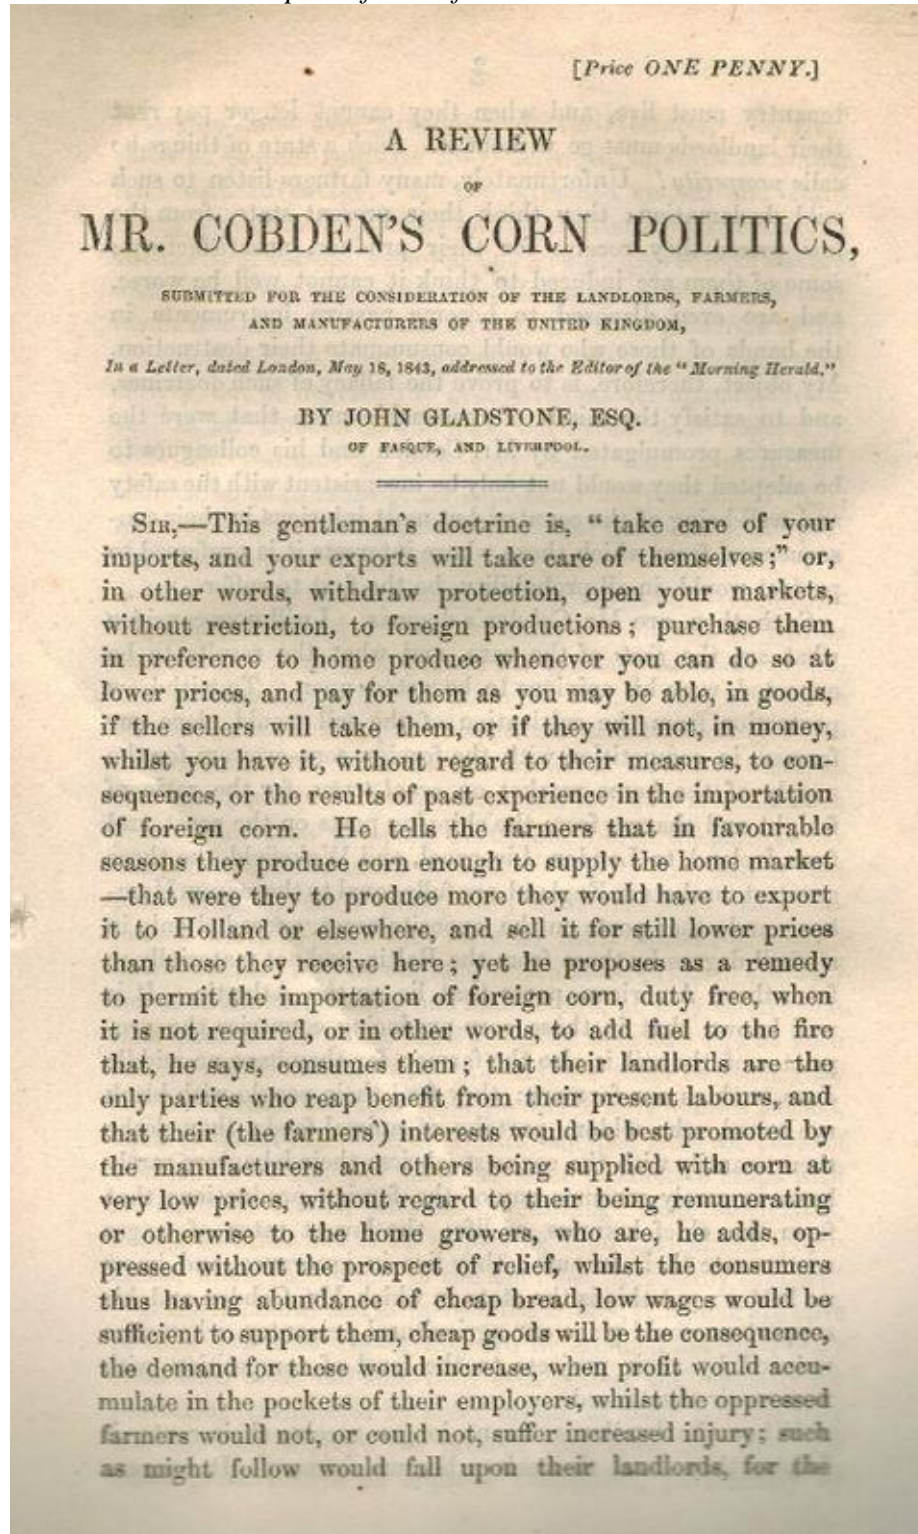 [Price ONE PENNY.]
A REVIEW
OF
MR. COBDEN'S CORN POLITICS,
SUBMITTED FOR THE CONSIDERATION OF THE LANDLORDS, FARMERS,
AND MANUFACTURERS OF THE UNITED KINGDOM,
In a Letter, dated London, May 18, 1843, addressed to the Editor of the "Morning Herald."
BY JOHN GLADSTONE, ESQ.
OF FASQUE, AND LIVERPOOL.
SIR,—This gentleman's doctrine is, "take care of your
imports, and your exports will take care of themselves;" or,
in other words, withdraw protection, open your markets,
without restriction, to foreign productions; purchase them
in preference to home produce whenever you can do so at
lower prices, and pay for them as you may be able, in goods,
if the sellers will take them, or if they will not, in money,
whilst you have it, without regard to their measures, to con-
sequences, or the results of past experience in the importation
of foreign corn. He tells the farmers that in favourable
seasons they produce corn enough to supply the home market
—that were they to produce more they would have to export
it to Holland or elsewhere, and sell it for still lower prices
than those they receive here; yet he proposes as a remedy
to permit the importation of foreign corn, duty free, when
it is not required, or in other words, to add fuel to the fire
that, he says, consumes them; that their landlords are the
only parties who reap benefit from their present labours, and
that their (the farmers') interests would be best promoted by
the manufacturers and others being supplied with corn at
very low prices, without regard to their being remunerating
or otherwise to the home growers, who are, he adds, op-
pressed without the prospect of relief, whilst the consumers
thus having abundance of cheap bread, low wages would be
sufficient to support them, cheap goods will be the consequence,
the demand for these would increase, when profit would accu-
mulate in the pockets of their employers, whilst the oppressed
farmers would not, or could not, suffer increased injury; such
as might follow would fall upon their landlords, for the